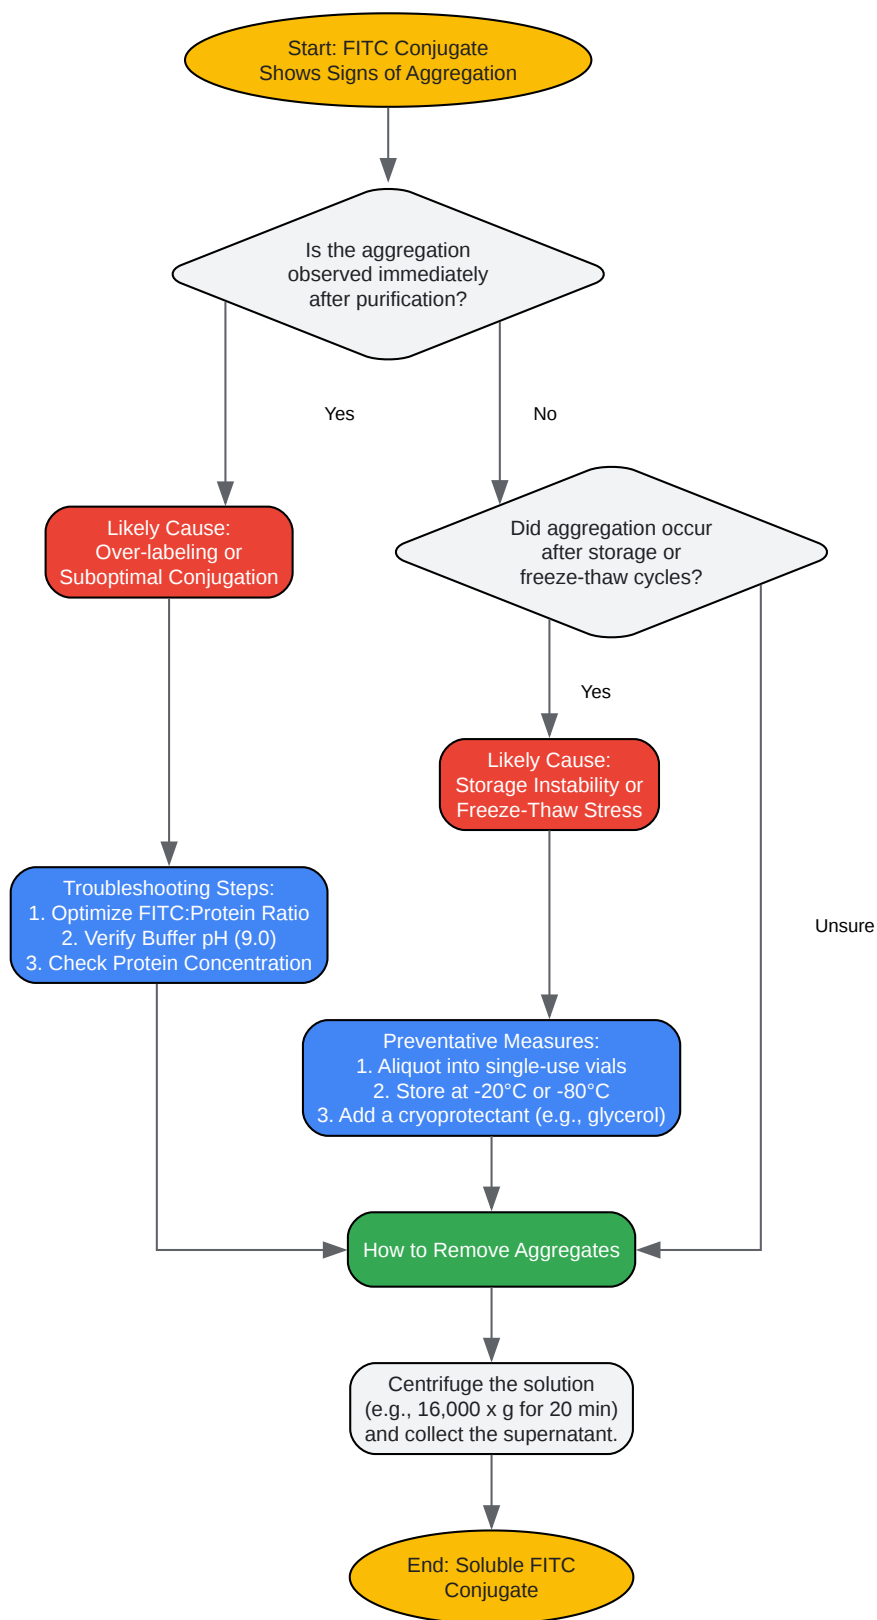 Start: FITC Conjugate
Shows Signs of Aggregation
Is the aggregation
observed immediately
after purification?
Yes
No
Likely Cause:
Over-labeling or
Suboptimal Conjugation
Did aggregation occur
after storage or
freeze-thaw cycles?
Yes
Likely Cause:
Storage Instability or
Freeze-Thaw Stress
Troubleshooting Steps:
1. Optimize FITC:Protein Ratio
2. Verify Buffer pH (9.0)
3. Check Protein Concentration
Unsure
Preventative Measures:
1. Aliquot into single-use vials
2. Store at -20°C or -80°C
3. Add a cryoprotectant (e.g., glycerol)
How to Remove Aggregates
Centrifuge the solution
(e.g., 16,000 x g for 20 min)
and collect the supernatant.
End: Soluble FITC
Conjugate